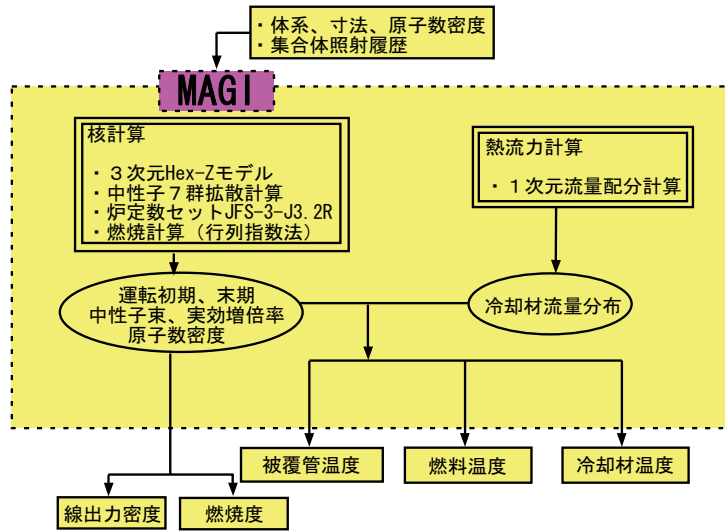 ・体系、寸法、原子数密度
・集合体照射履歴
MAGI
核計算
・３次元Hex-Zモデル
・中性子７群拡散計算
・炉定数セットJFS-3-J3.2R
・燃焼計算（行列指数法）
熱流力計算
・１次元流量配分計算
運転初期、末期
中性子束、実効増倍率
原子数密度
冷却材流量分布
被覆管温度
燃料温度
冷却材温度
線出力密度
燃焼度